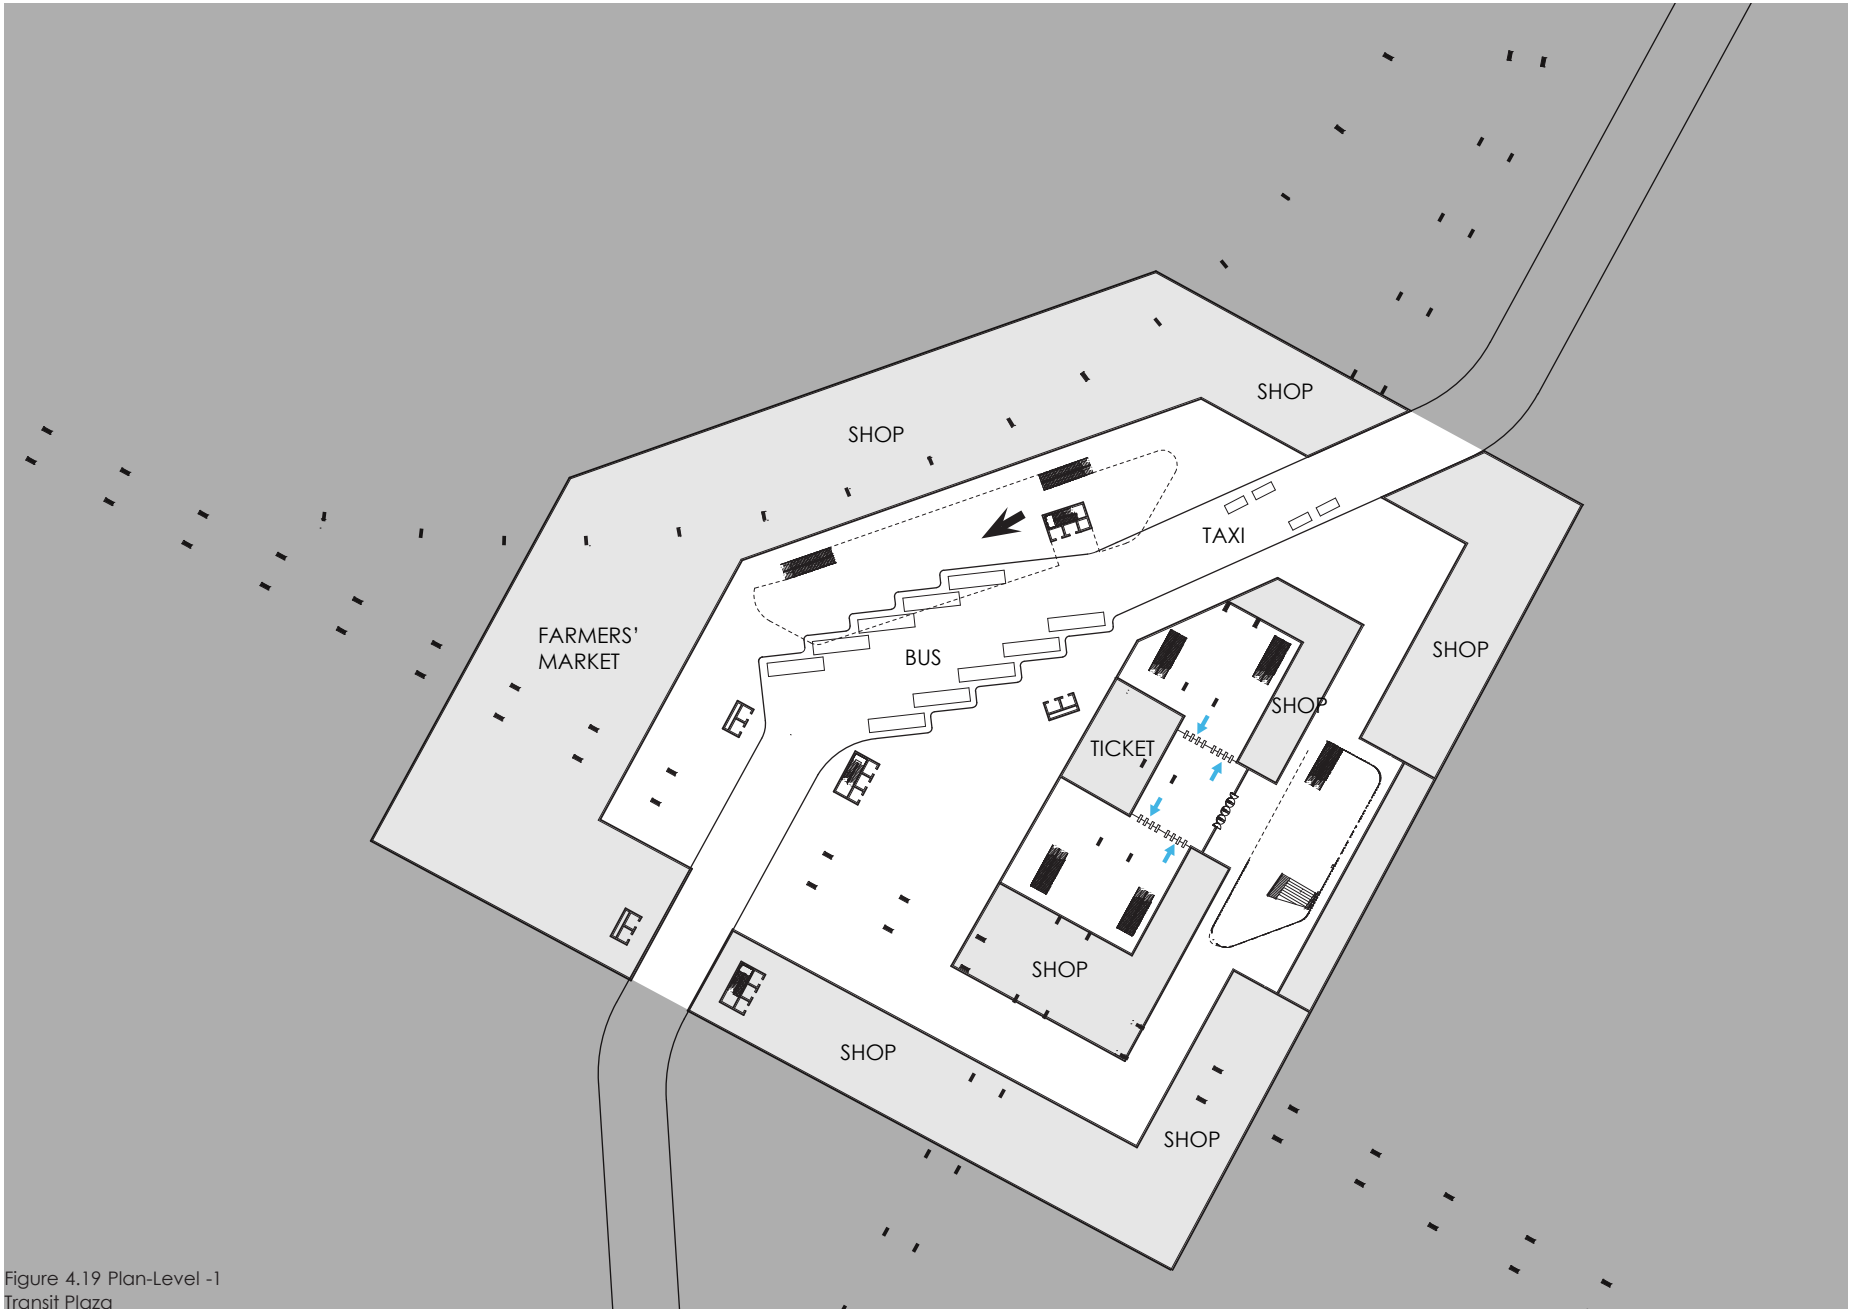 SHOP
SHOP
TAXI
FARMERS'
MARKET
BUS
SHOP
SHOP
TICKET
SHOP
SHOP
SHOP
Figure 4.19 Plan-Level -1
Transit Plaza